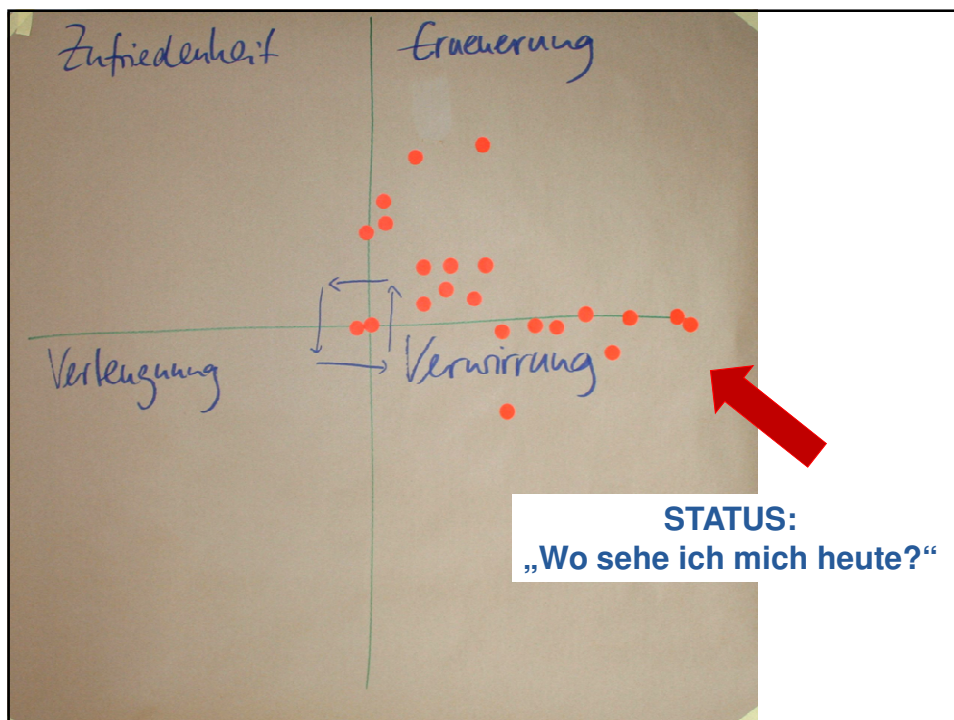 Zufriedenheit
Erneuerung
Verleugnung
Verwirrung
STATUS:
„Wo sehe ich mich heute?“